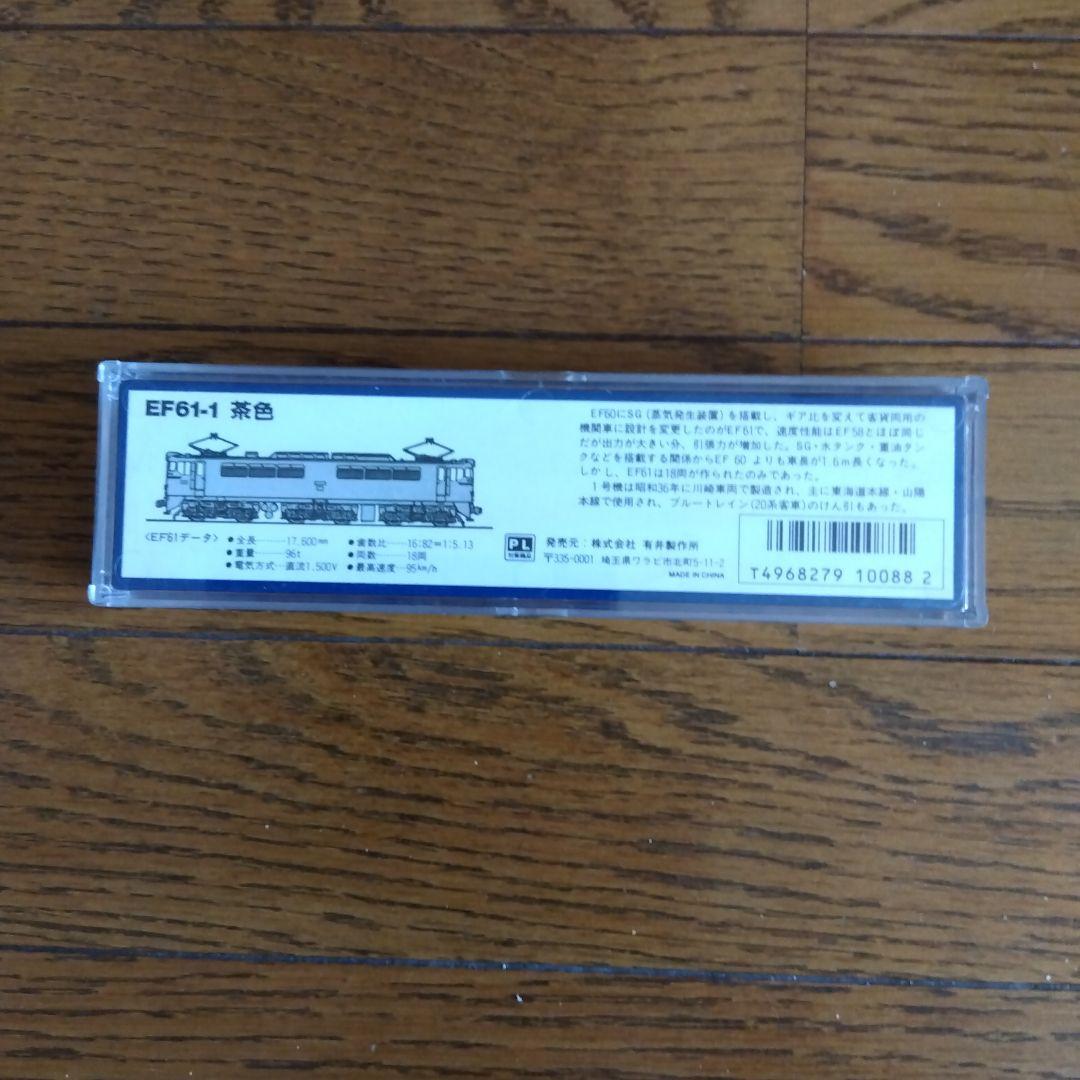 EF61-1 茶色
EF60にSG(蒸気発生装置)を搭載し、ギア比を変えて客貨両用の
機関車に設計を変更したのがEF61で、速度性能はEF58とほぼ同じ
だが出力が大きい分、引張力が増加した。SG・水タンク・重油タン
クなどを搭載する関係からEF 60 よりも車長が1.6m長くなった。
しかし、EF61は18両が作られたのみであった。
1号機は昭和36年に川崎車両で製造され、主に東海道本線・山陽
本線で使用され、ブルートレイン(20系客車)のけん引もあった。
<EF61データ>
●全長……17,600mm
●重量……96t
●電気方式…直流1,500V
●歯数比……16:82=1:5.13
●両数……18両
●最高速度…95km/h
PL
対象商品
発売元:株式会社 有井製作所
〒335-0001 埼玉県ワラビ市北町5-11-2
MADE IN CHINA
T4968279 10088 2